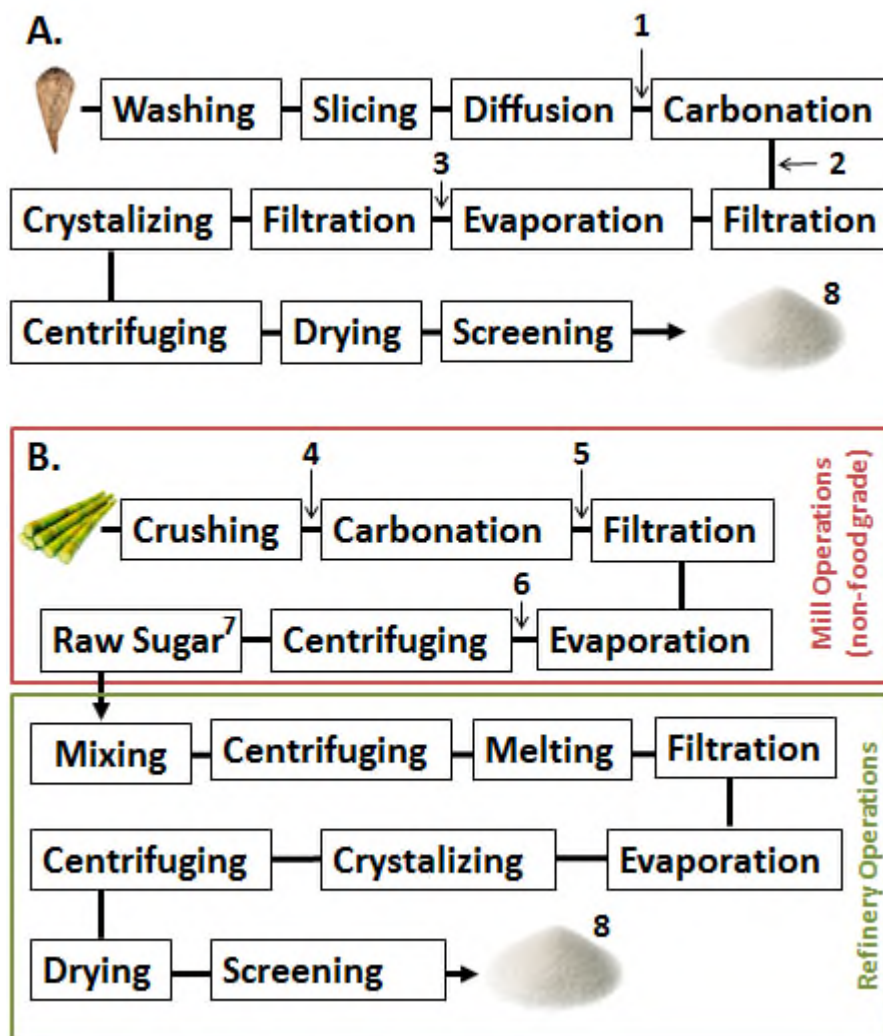 A.
1
Washing Slicing Diffusion Carbonation
3 2
Crystalizing Filtration Evaporation Filtration
8
Centrifuging Drying Screening
B.
4 5
Crushing Carbonation Filtration
6
Raw Sugar7 Centrifuging Evaporation
Mill Operations
(non-food grade)
Mixing Centrifuging Melting Filtration
Centrifuging Crystalizing Evaporation
8
Drying Screening
Refinery Operations